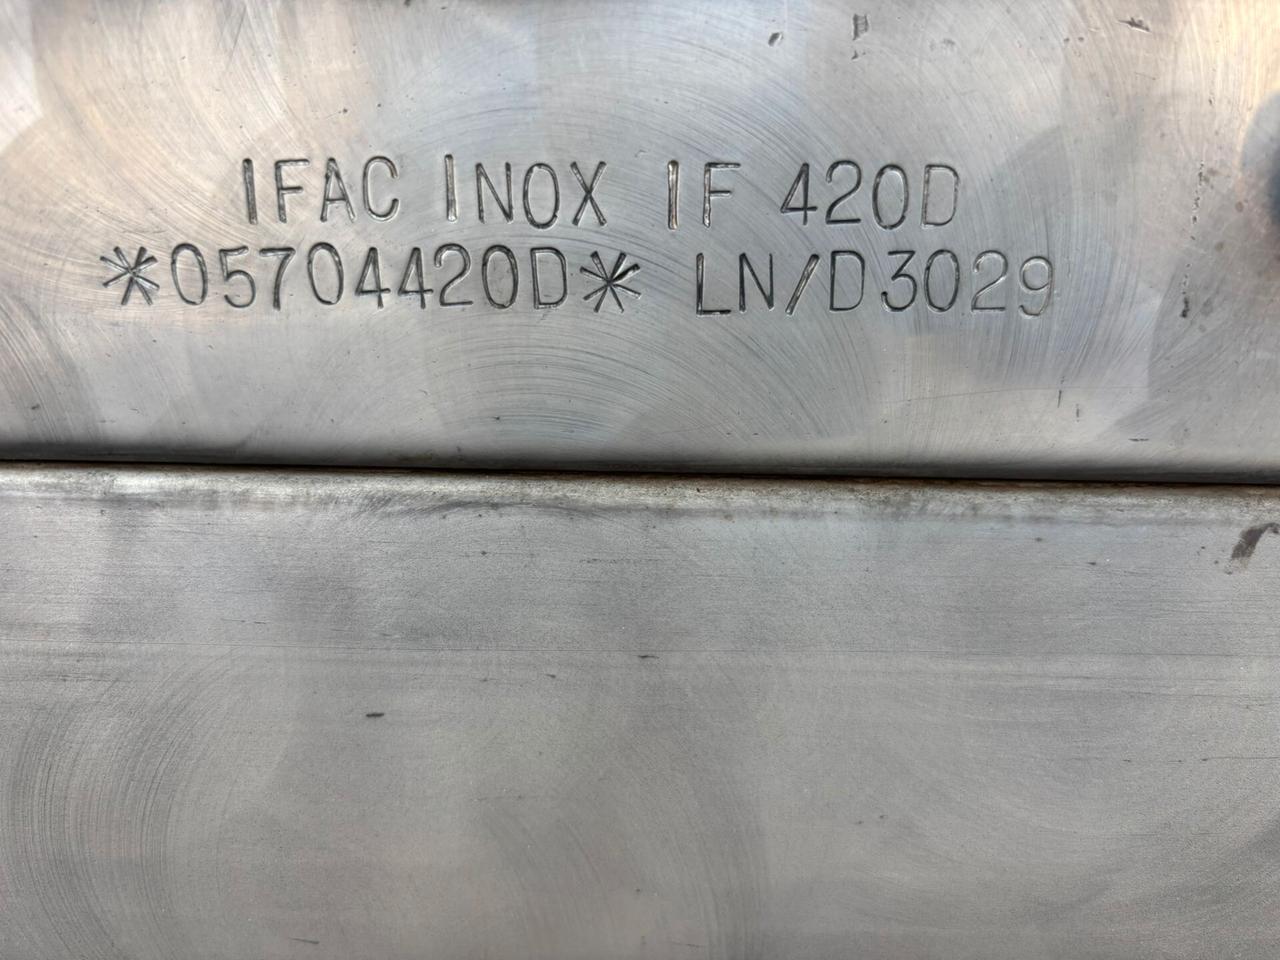 IFAC INOX IF 420D
*05704420D* LN/D3029